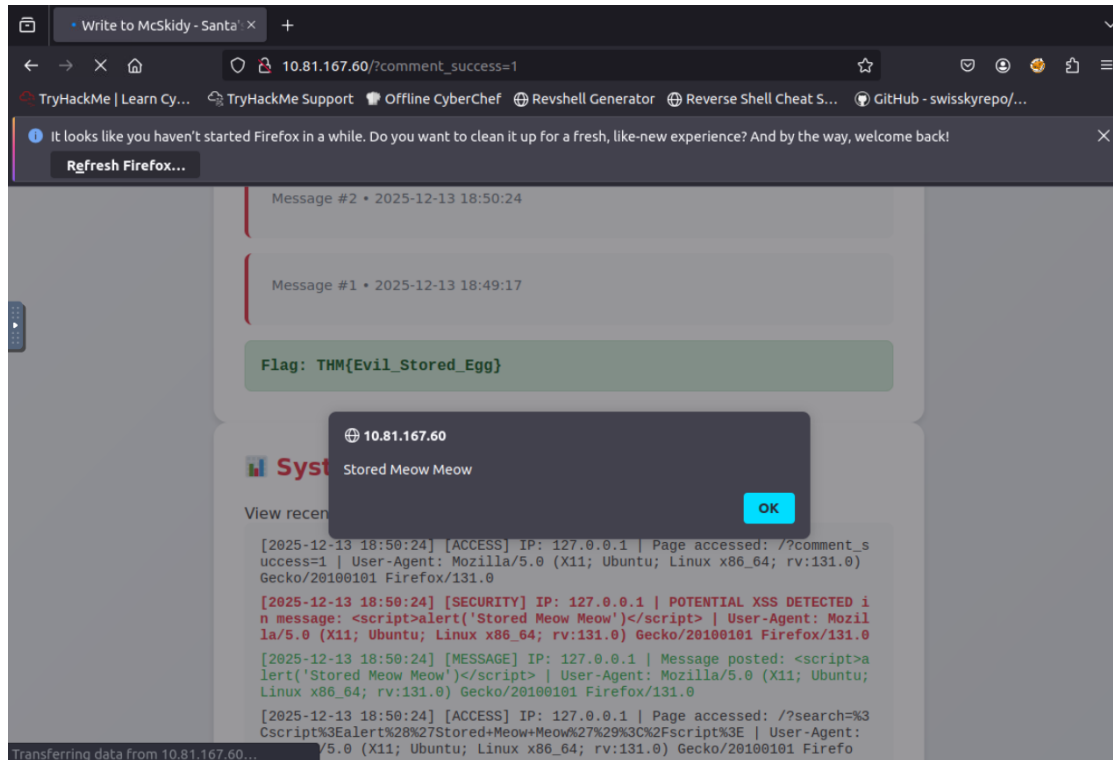 Write to McSkidy - Santa'
10.81.167.60/?comment_success=1
TryHackMe | Learn Cy... TryHackMe Support Offline CyberChef Revshell Generator Reverse Shell Cheat S... GitHub - swisskyrepo/...
It looks like you haven't started Firefox in a while. Do you want to clean it up for a fresh, like-new experience? And by the way, welcome back!
Refresh Firefox...
Message #2 • 2025-12-13 18:50:24
Message #1 • 2025-12-13 18:49:17
Flag: THM{Evil_Stored_Egg}
10.81.167.60
Stored Meow Meow
OK
Syst
View recen
[2025-12-13 18:50:24] [ACCESS] IP: 127.0.0.1 | Page accessed: /?comment_s
uccess=1 | User-Agent: Mozilla/5.0 (X11; Ubuntu; Linux x86_64; rv:131.0)
Gecko/20100101 Firefox/131.0
[2025-12-13 18:50:24] [SECURITY] IP: 127.0.0.1 | POTENTIAL XSS DETECTED i
n message: <script>alert('Stored Meow Meow')</script> | User-Agent: Mozil
la/5.0 (X11; Ubuntu; Linux x86_64; rv:131.0) Gecko/20100101 Firefox/131.0
[2025-12-13 18:50:24] [MESSAGE] IP: 127.0.0.1 | Message posted: <script>a
lert('Stored Meow Meow')</script> | User-Agent: Mozilla/5.0 (X11; Ubuntu;
Linux x86_64; rv:131.0) Gecko/20100101 Firefox/131.0
[2025-12-13 18:50:24] [ACCESS] IP: 127.0.0.1 | Page accessed: /?search=%3
Cscript%3Ealert%28%27Stored+Meow+Meow%27%29%3C%2Fscript%3E | User-Agent:
/5.0 (X11; Ubuntu; Linux x86_64; rv:131.0) Gecko/20100101 Firefo
Transferring data from 10.81.167.60...